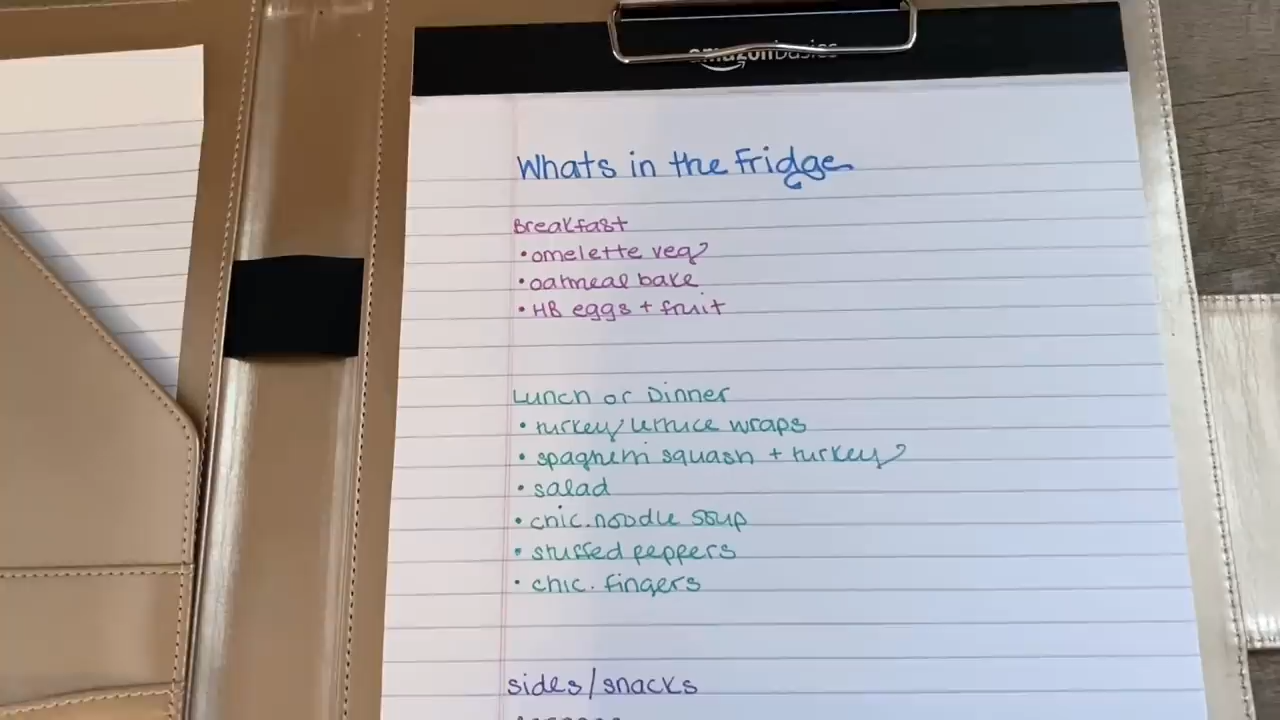 amazonbasics
Whats in the Fridge
Breakfast
• omelette veg
• oatmeal bake
• HB eggs + fruit
Lunch or Dinner
• turkey/lettuce wraps
• spaghetti squash + turkey
• salad
• chic. noodle soup
• stuffed peppers
• chic. fingers
sides/snacks